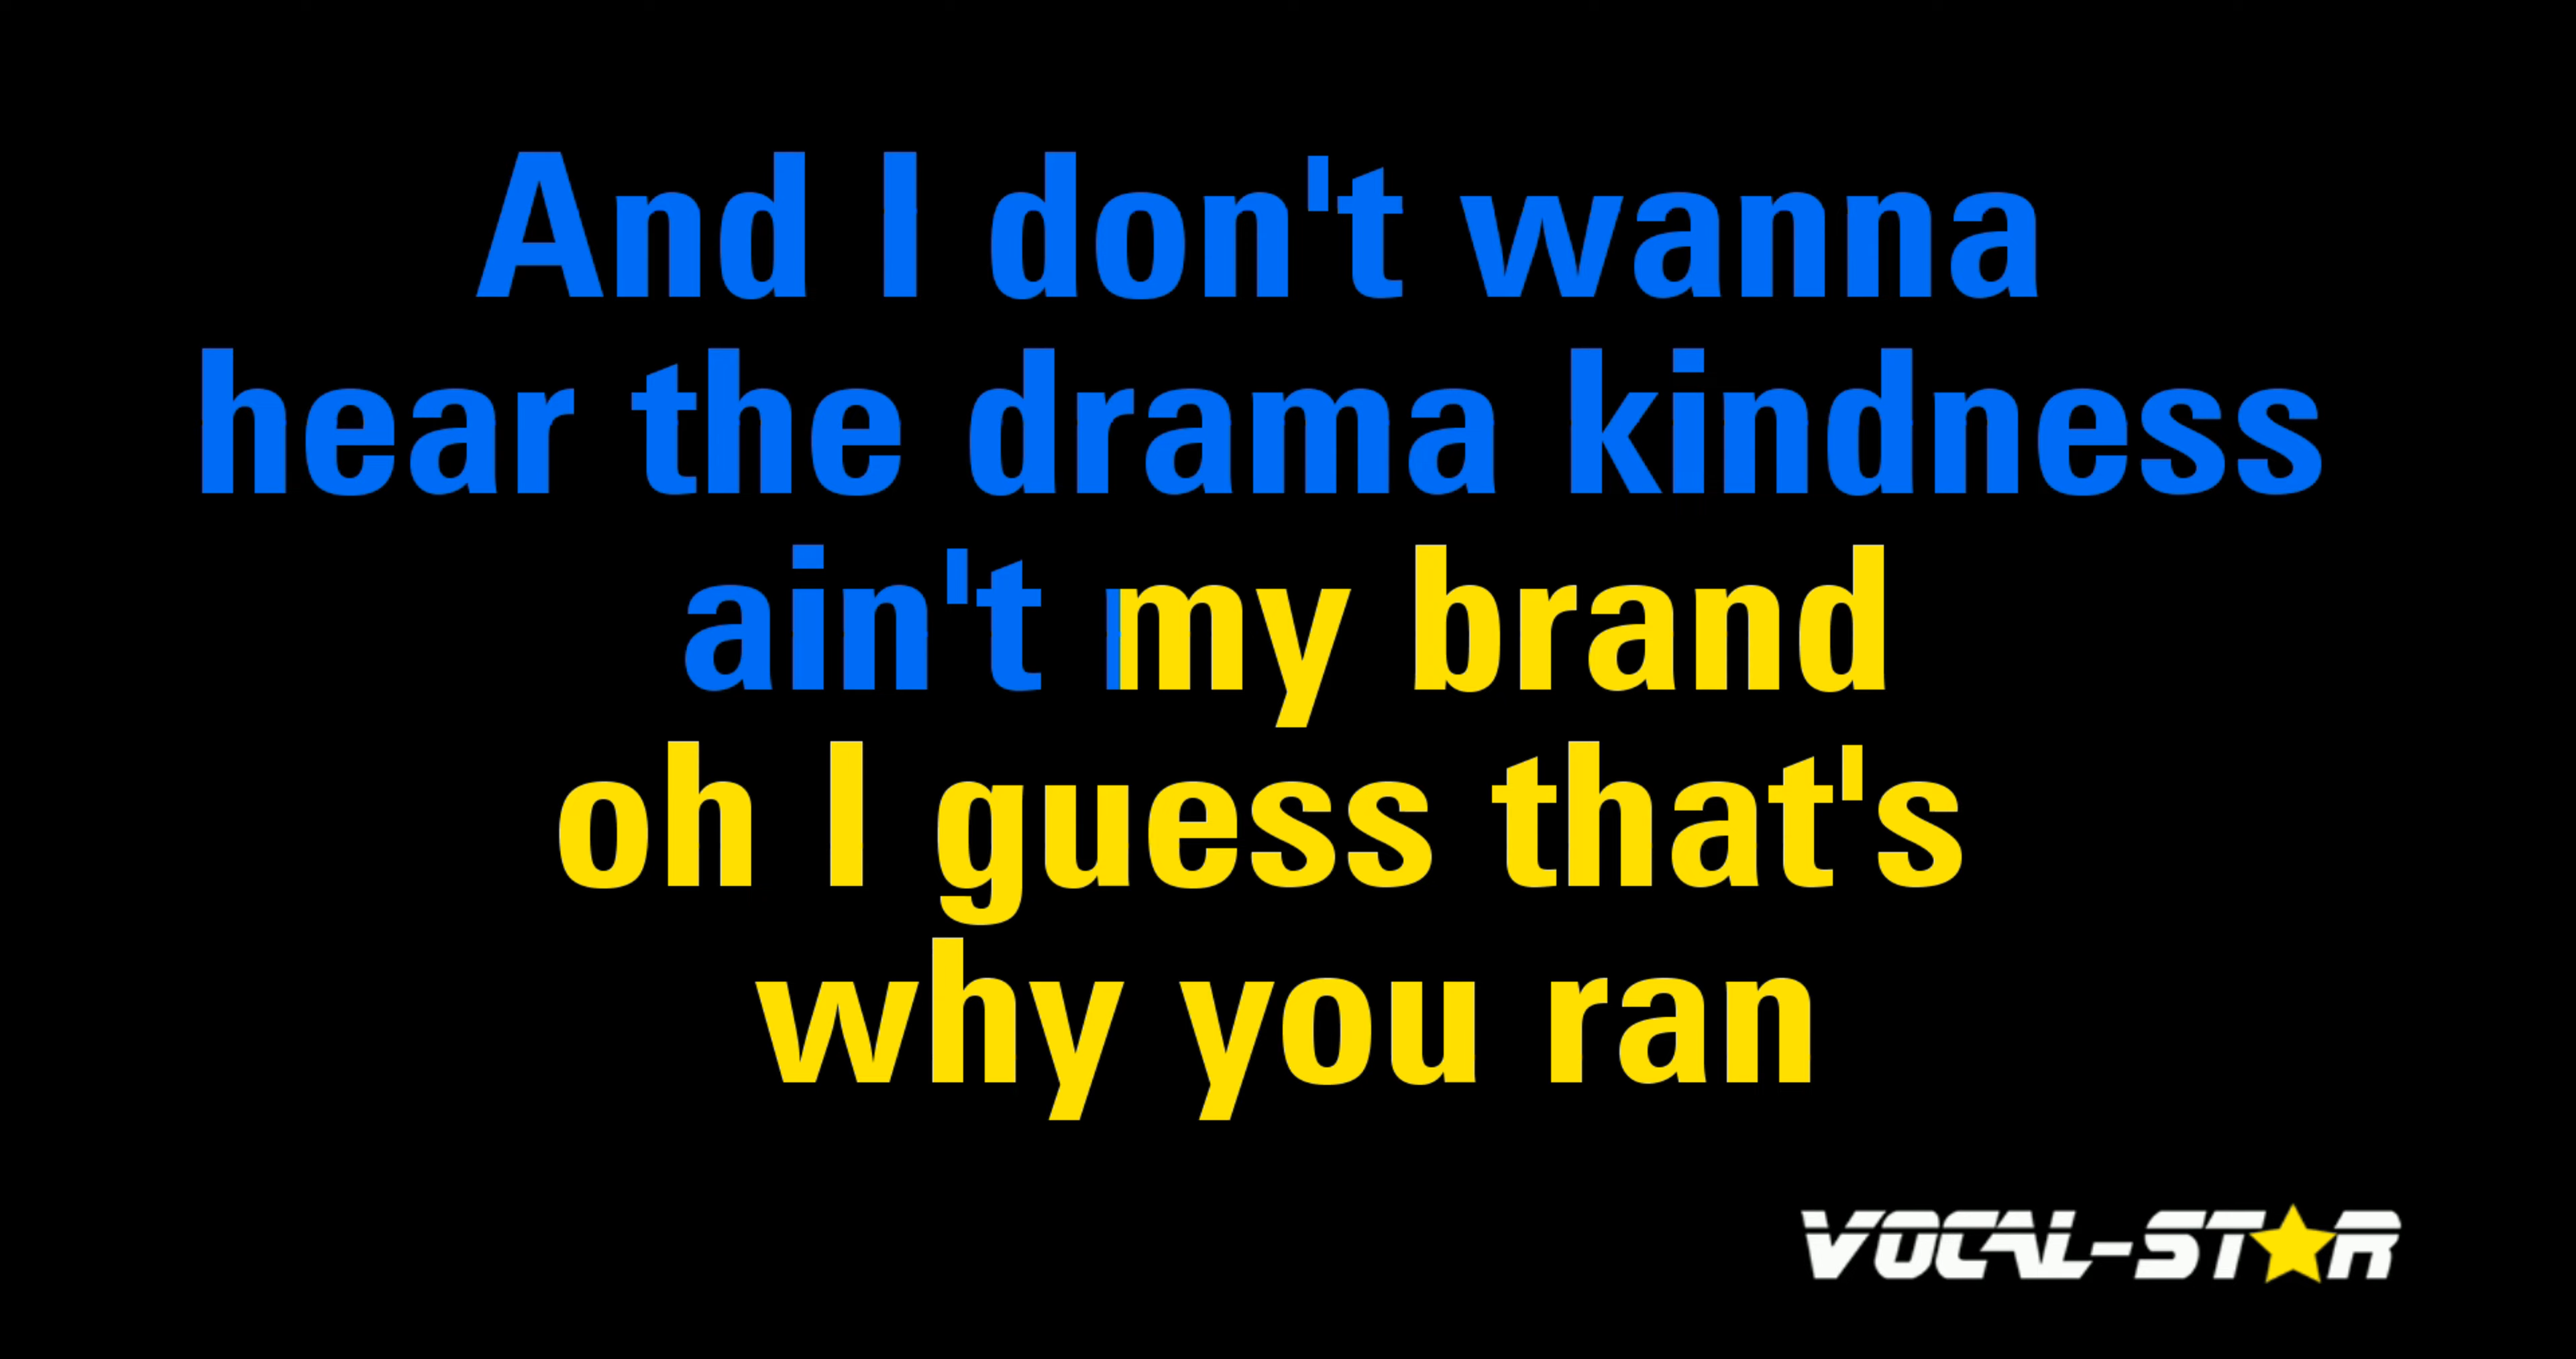 And I don't wanna
hear the drama kindness
ain't my brand
oh I guess that's
why you ran
VOCAL-STAR